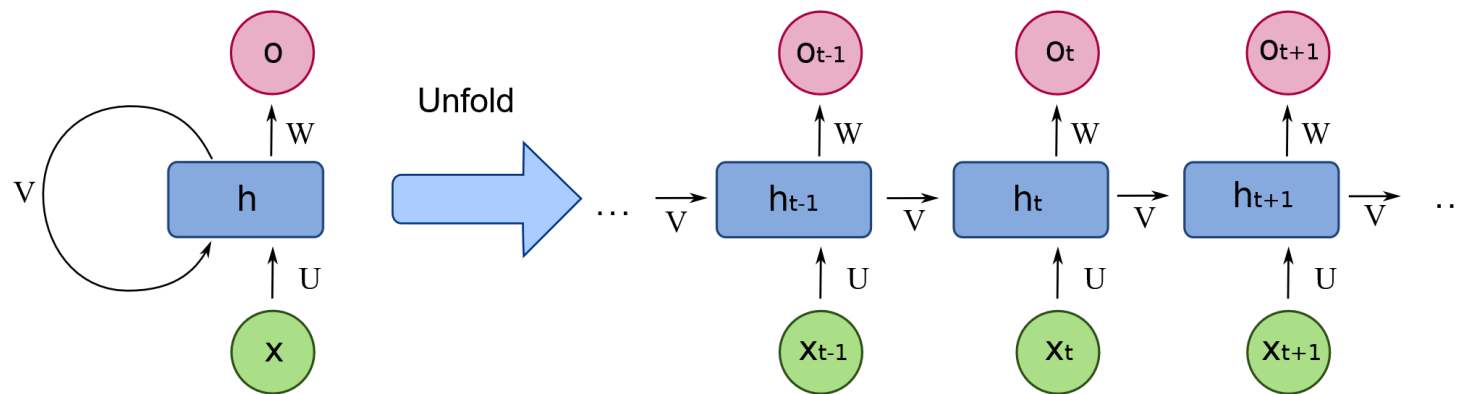 o
W
V
h
U
x
Unfold
...
V
ot-1
W
ht-1
U
xt-1
V
ot
W
ht
U
xt
V
ot+1
W
ht+1
U
xt+1
V
..